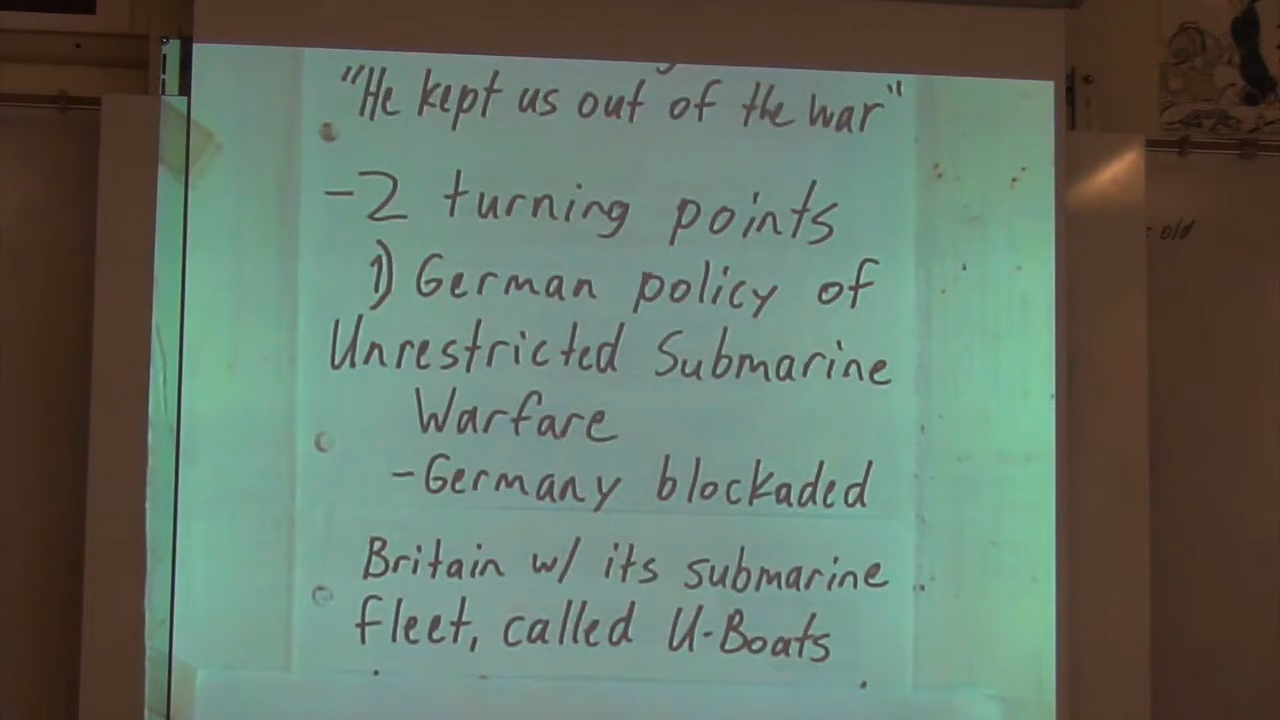 "He kept us out of the war"
-2 turning points
1) German policy of
Unrestricted Submarine
Warfare
-Germany blockaded
Britain w/ its submarine
fleet, called U-Boats
old